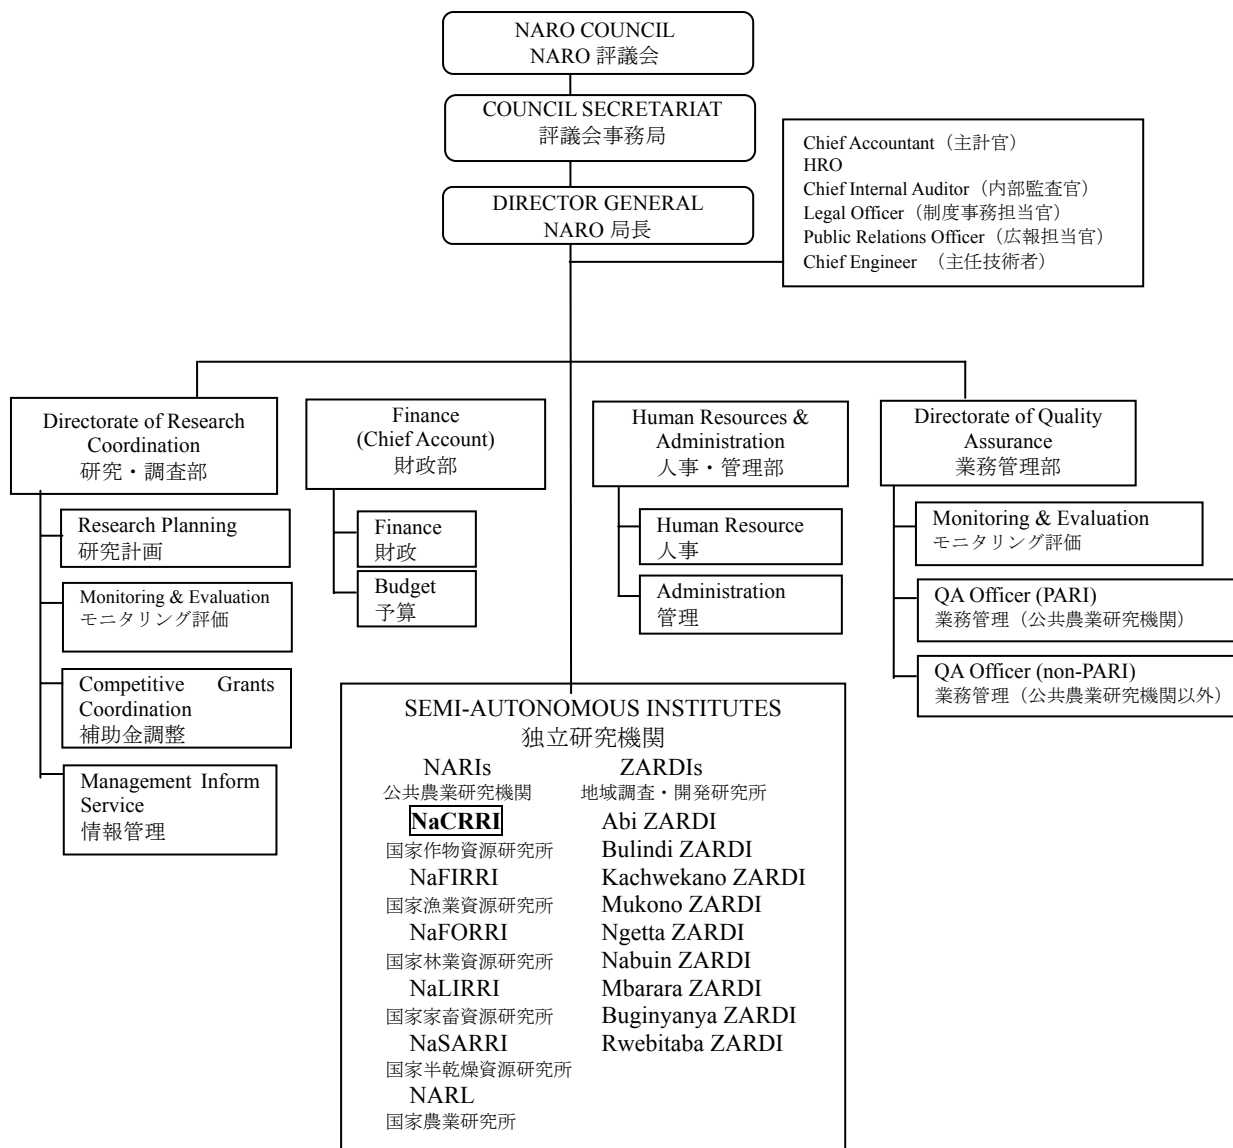 NARO COUNCIL
NARO 評議会
COUNCIL SECRETARIAT
評議会事務局
DIRECTOR GENERAL
NARO 局長
Chief Accountant（主計官）
HRO
Chief Internal Auditor（内部監査官）
Legal Officer（制度事務担当官）
Public Relations Officer（広報担当官）
Chief Engineer （主任技術者）
Directorate of Research
Coordination
研究・調査部
Research Planning
研究計画
Monitoring & Evaluation
モニタリング評価
Competitive Grants
Coordination
補助金調整
Management Inform
Service
情報管理
Finance
(Chief Account)
財政部
Finance
財政
Budget
予算
Human Resources &
Administration
人事・管理部
Human Resource
人事
Administration
管理
Directorate of Quality
Assurance
業務管理部
Monitoring & Evaluation
モニタリング評価
QA Officer (PARI)
業務管理（公共農業研究機関）
QA Officer (non-PARI)
業務管理（公共農業研究機関以外）
SEMI-AUTONOMOUS INSTITUTES
独立研究機関
NARIs
公共農業研究機関
NaCRRI
国家作物資源研究所
NaFIRRI
国家漁業資源研究所
NaFORRI
国家林業資源研究所
NaLIRRI
国家家畜資源研究所
NaSARRI
国家半乾燥資源研究所
NARL
国家農業研究所
ZARDIs
地域調査・開発研究所
Abi ZARDI
Bulindi ZARDI
Kachwekano ZARDI
Mukono ZARDI
Ngetta ZARDI
Nabuin ZARDI
Mbarara ZARDI
Buginyanya ZARDI
Rwebitaba ZARDI